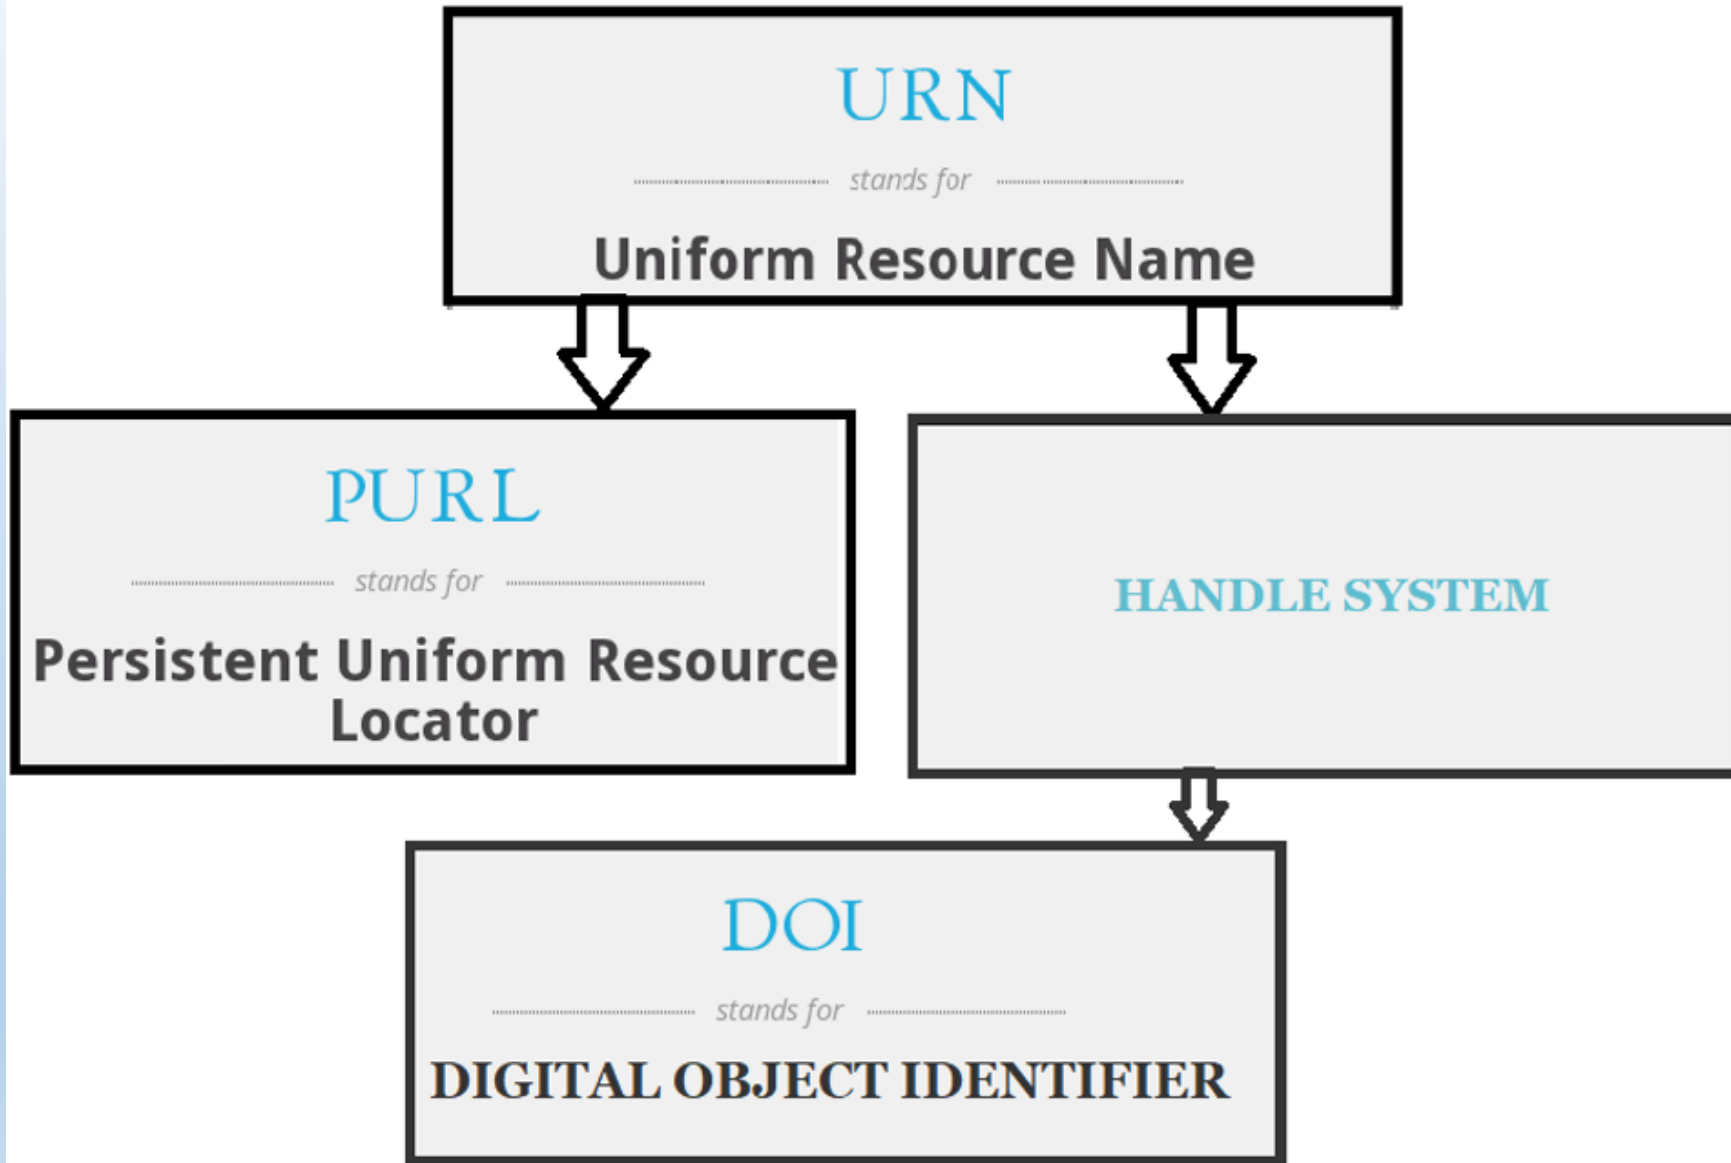 URN
stands for
Uniform Resource Name
PURL
stands for
Persistent Uniform Resource
Locator
HANDLE SYSTEM
DOI
stands for
DIGITAL OBJECT IDENTIFIER